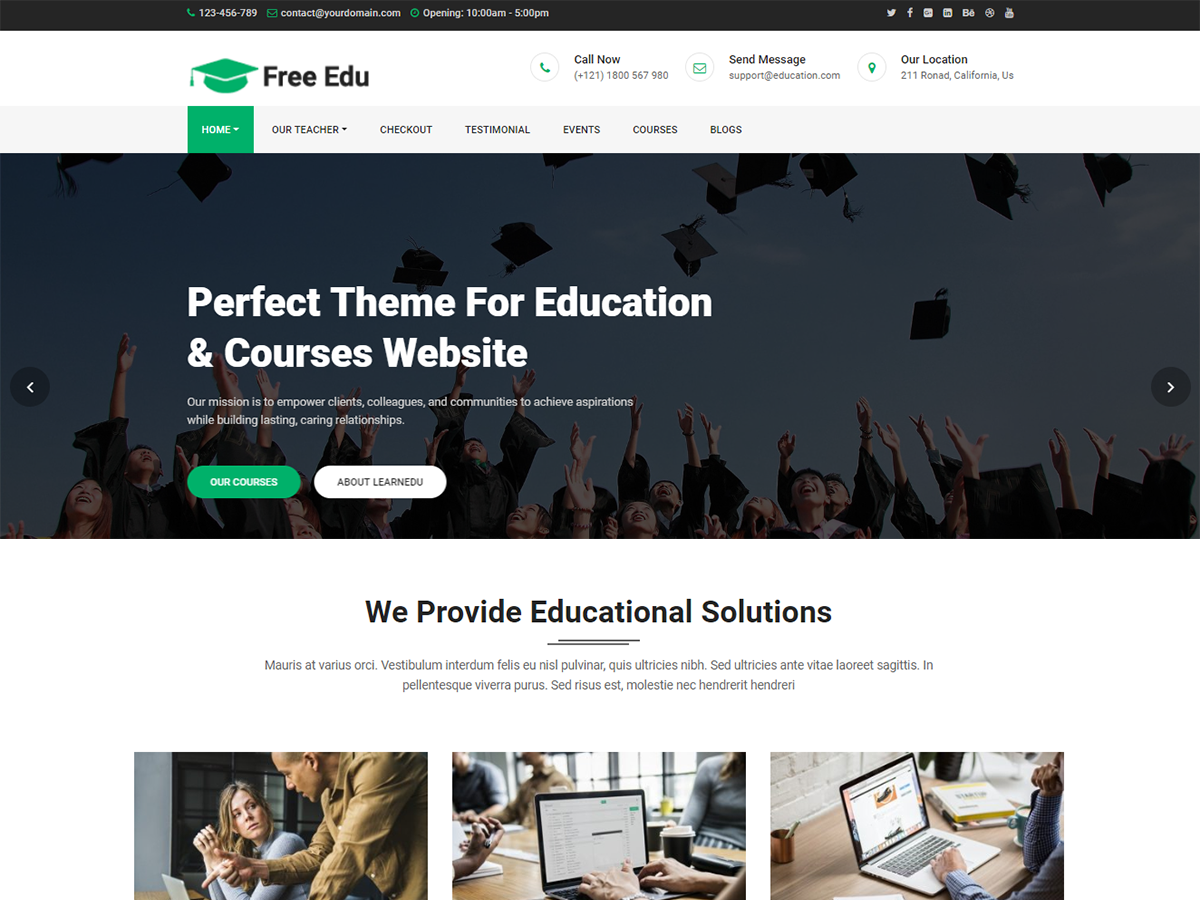 123-456-789 contact@yourdomain.com Opening: 10:00am - 5:00pm
Free Edu
Call Now
(+121) 1800 567 980
Send Message
support@education.com
Our Location
211 Ronad, California, Us
HOME OUR TEACHER CHECKOUT TESTIMONIAL EVENTS COURSES BLOGS
Perfect Theme For Education
& Courses Website
Our mission is to empower clients, colleagues, and communities to achieve aspirations
while building lasting, caring relationships.
OUR COURSES ABOUT LEARNEDU
We Provide Educational Solutions
Mauris at varius orci. Vestibulum interdum felis eu nisl pulvinar, quis ultricies nibh. Sed ultricies ante vitae laoreet sagittis. In
pellentesque viverra purus. Sed risus est, molestie nec hendrerit hendreri
STARTUP